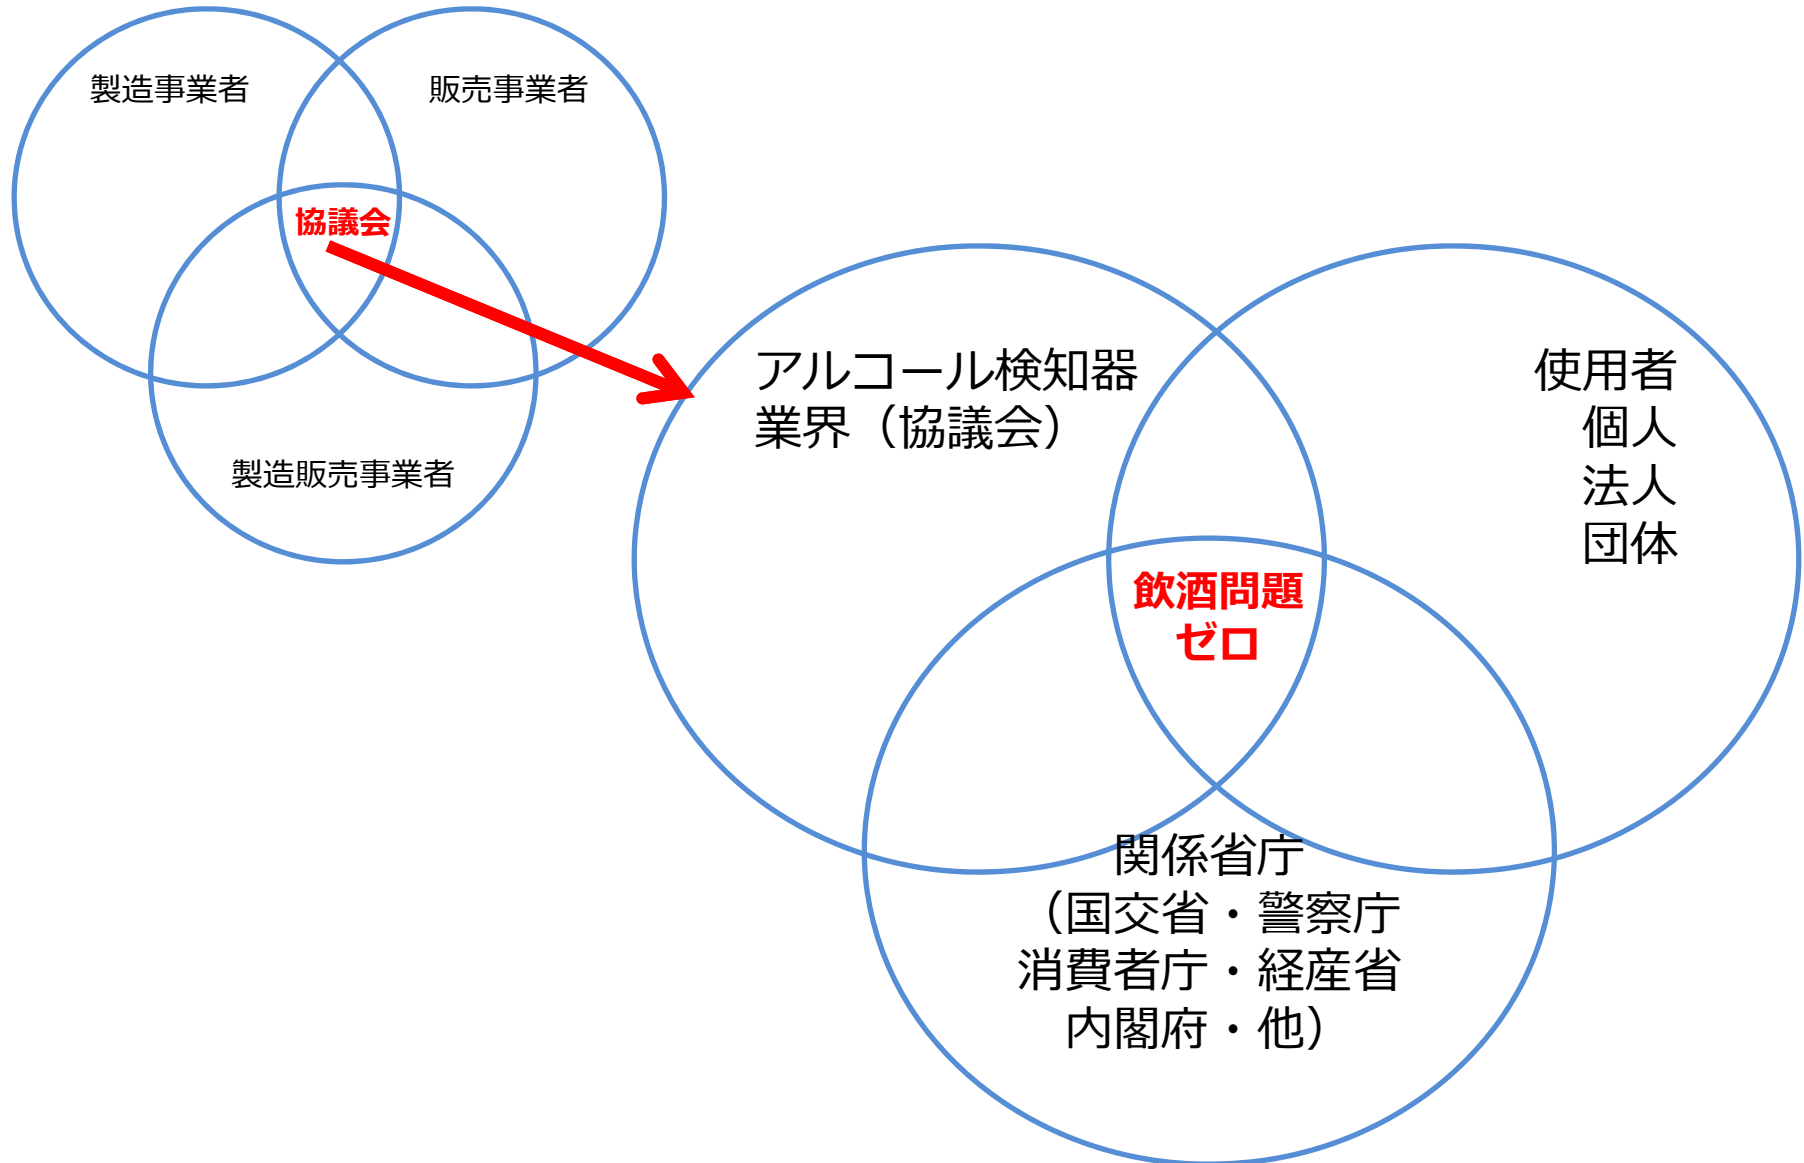 製造事業者
販売事業者
協議会
製造販売事業者
アルコール検知器
業界（協議会）
使用者
個人
法人
団体
飲酒問題
ゼロ
関係省庁
（国交省・警察庁
消費者庁・経産省
内閣府・他）